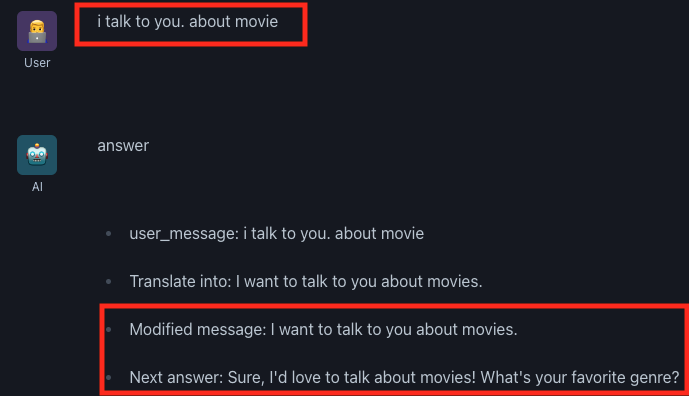 i talk to you. about movie
User
answer
AI
user_message: i talk to you. about movie
Translate into: I want to talk to you about movies.
Modified message: I want to talk to you about movies.
Next answer: Sure, I'd love to talk about movies! What's your favorite genre?